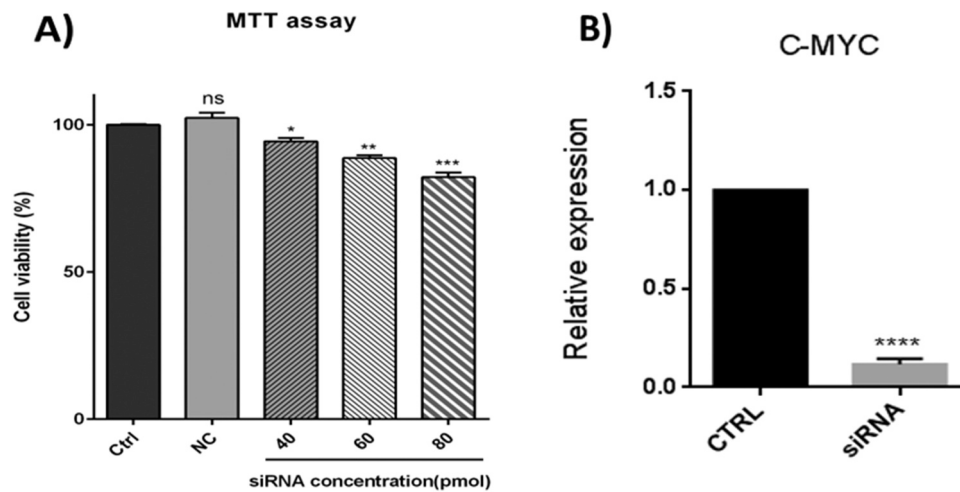 A)
MTT assay
ns
*
**
***
100
50
0
Cell viability (%)
Ctrl
NC
40
60
80
siRNA concentration(pmol)
B)
C-MYC
1.5
1.0
0.5
0.0
Relative expression
****
CTRL
siRNA